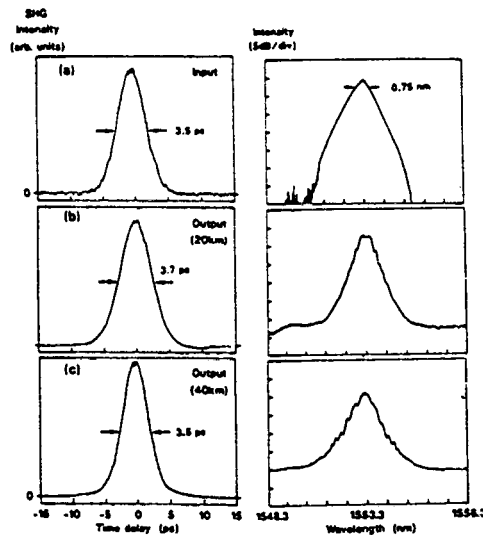 SHG
Intensity
(arb. units)
Intensity
(5dB/div)
(a)
Input
3.5 ps
0.75 nm
0
(b)
Output
(20km)
3.7 ps
(c)
Output
(40km)
3.5 ps
0
-15 -10 -5 0 5 10 15
Time delay (ps)
1548.3 1553.3 1558.3
Wavelength (nm)